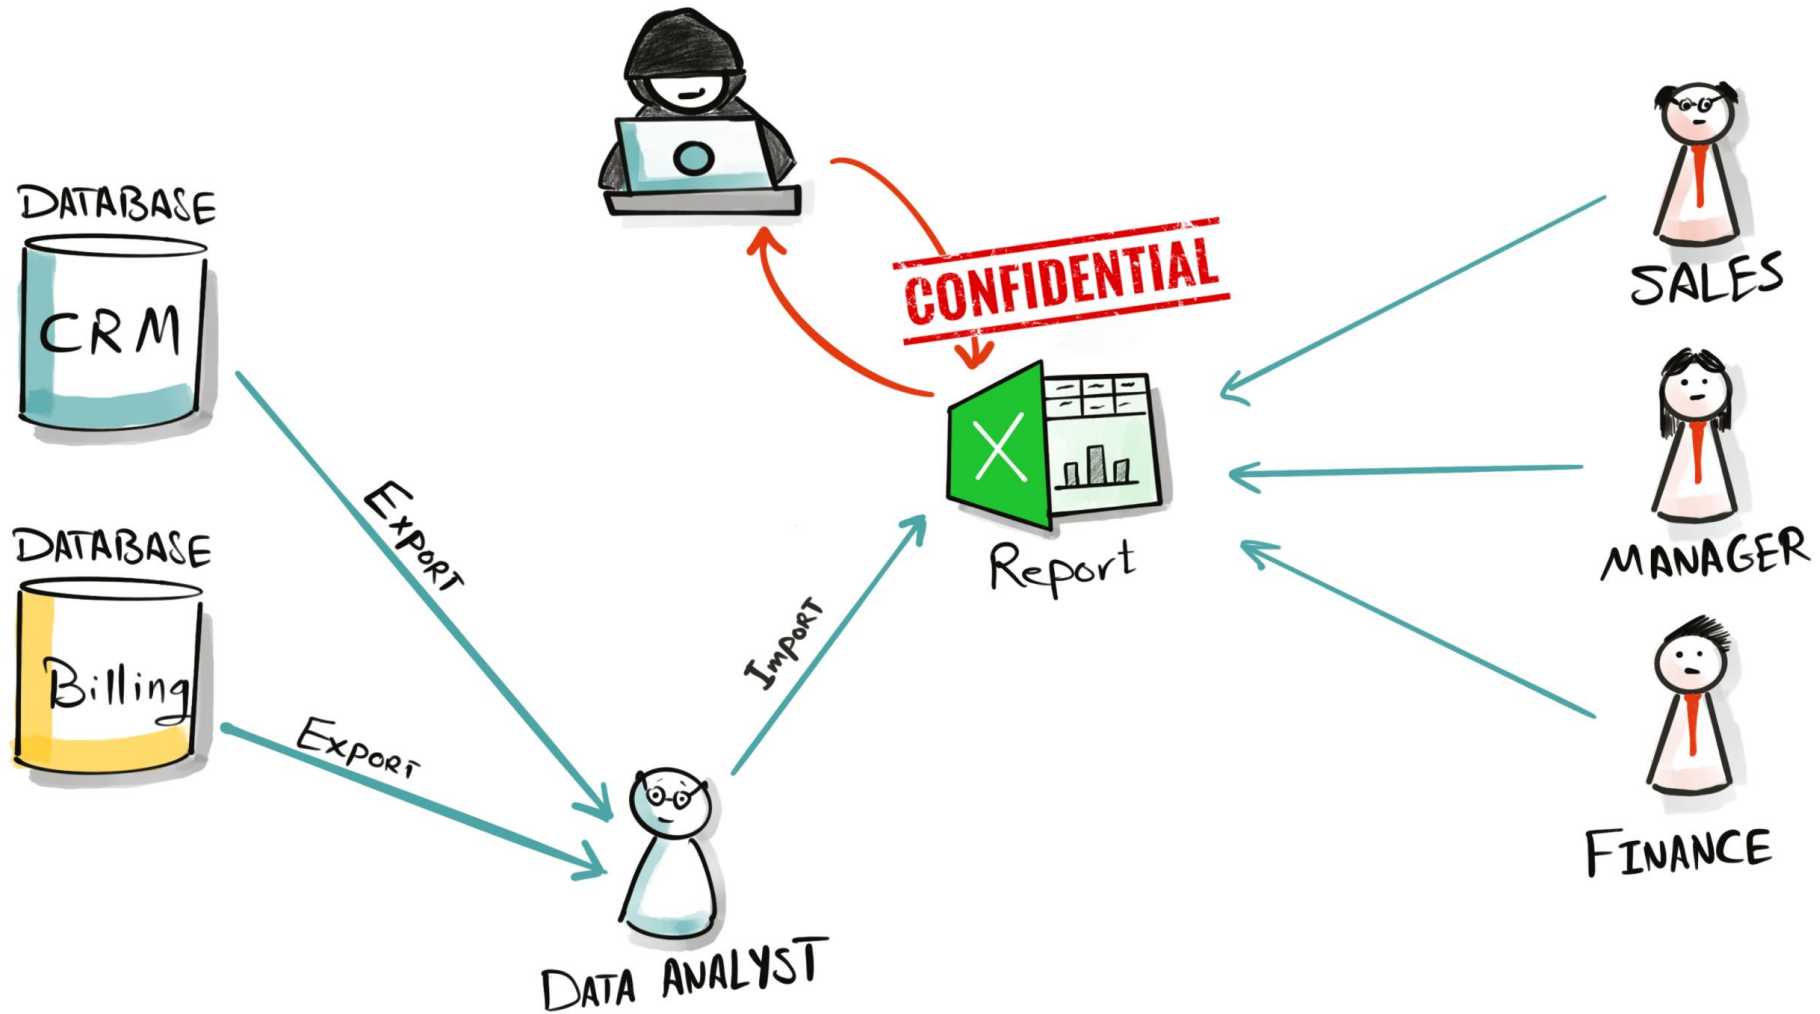 DATABASE
CRM
DATABASE
Billing
EXPORT
EXPORT
DATA ANALYST
IMPORT
CONFIDENTIAL
X
Report
SALES
MANAGER
FINANCE